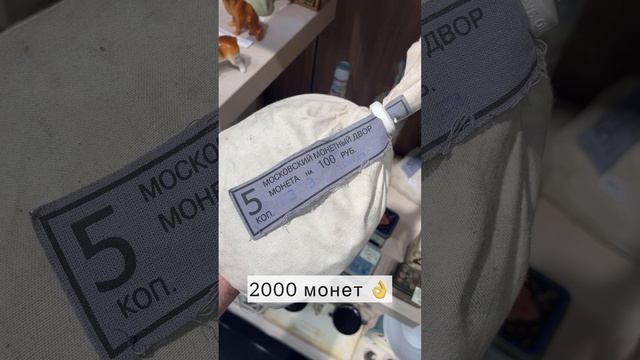 МОСКОВСКИЙ МОНЕТНЫЙ ДВОР
МОНЕТА НА 100 РУБ.
5 КОП.
2000 монет 👌